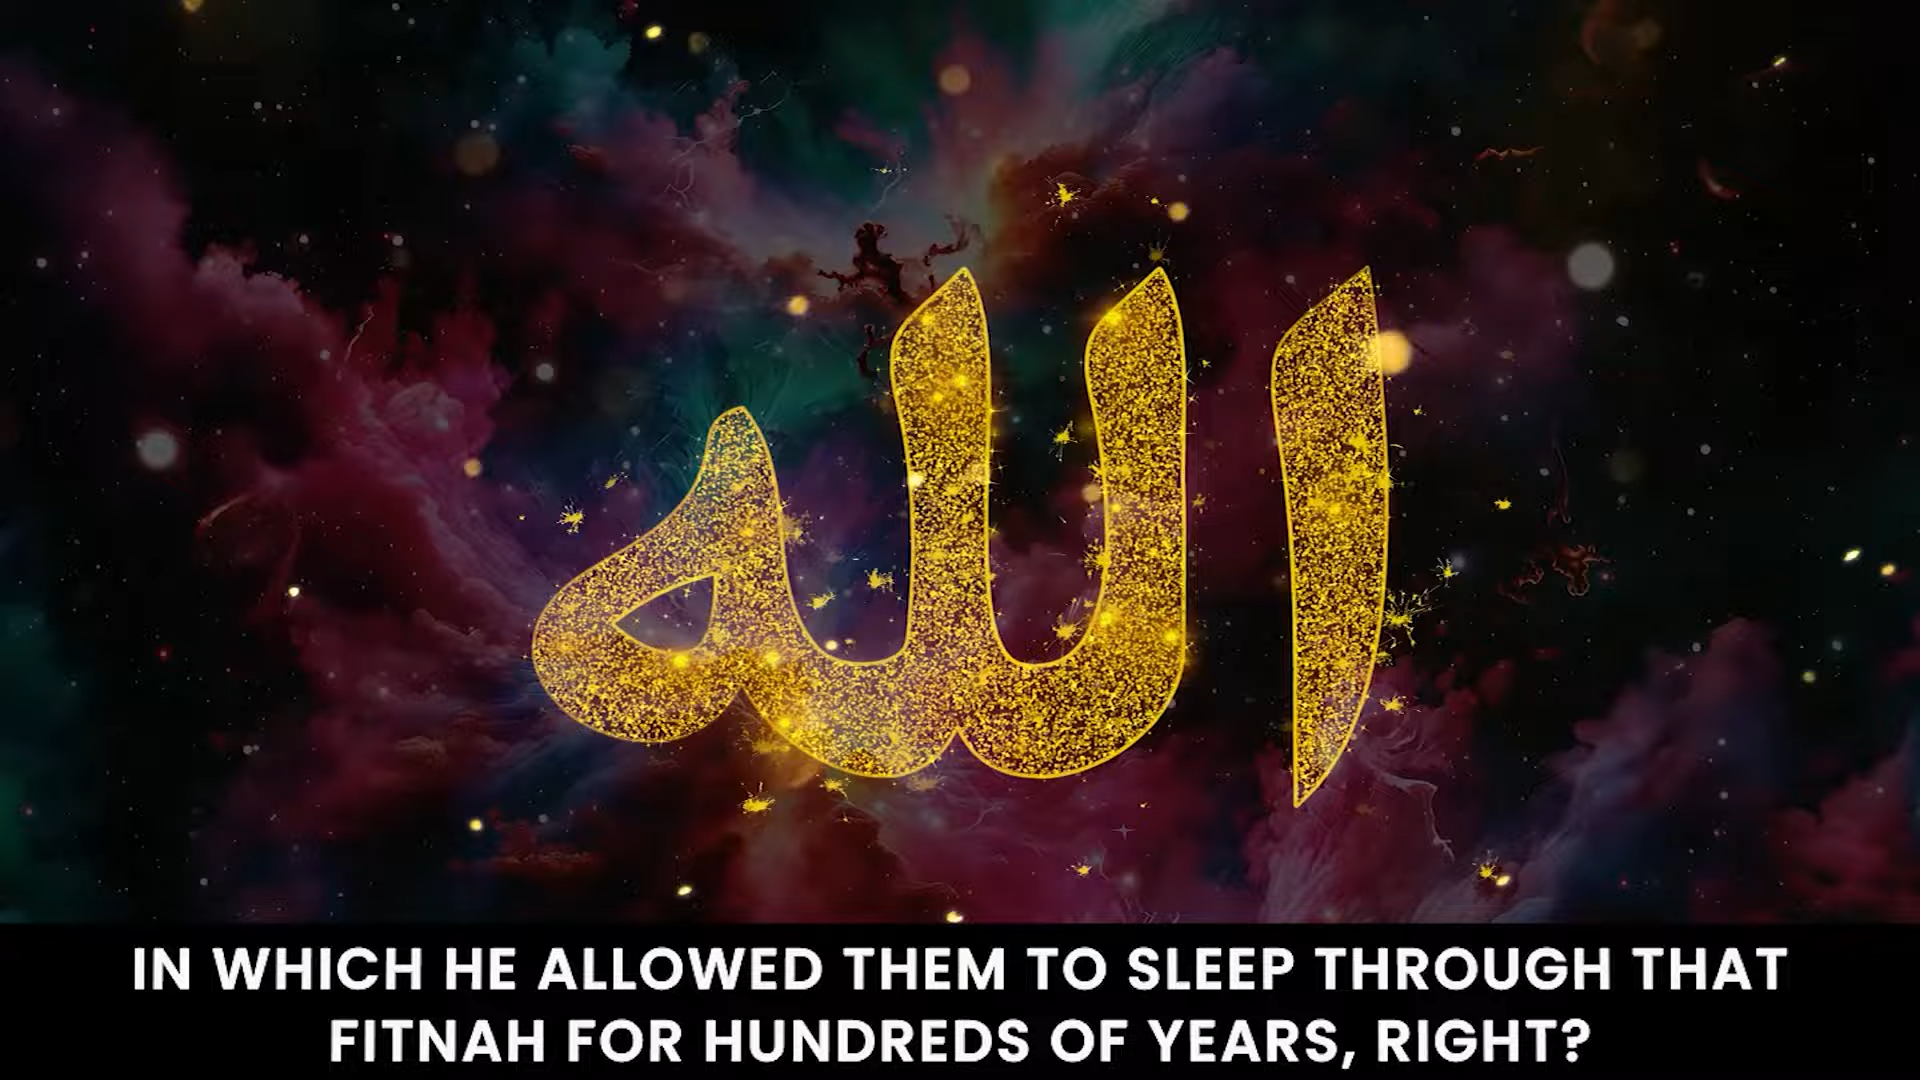 الله
IN WHICH HE ALLOWED THEM TO SLEEP THROUGH THAT
FITNAH FOR HUNDREDS OF YEARS, RIGHT?